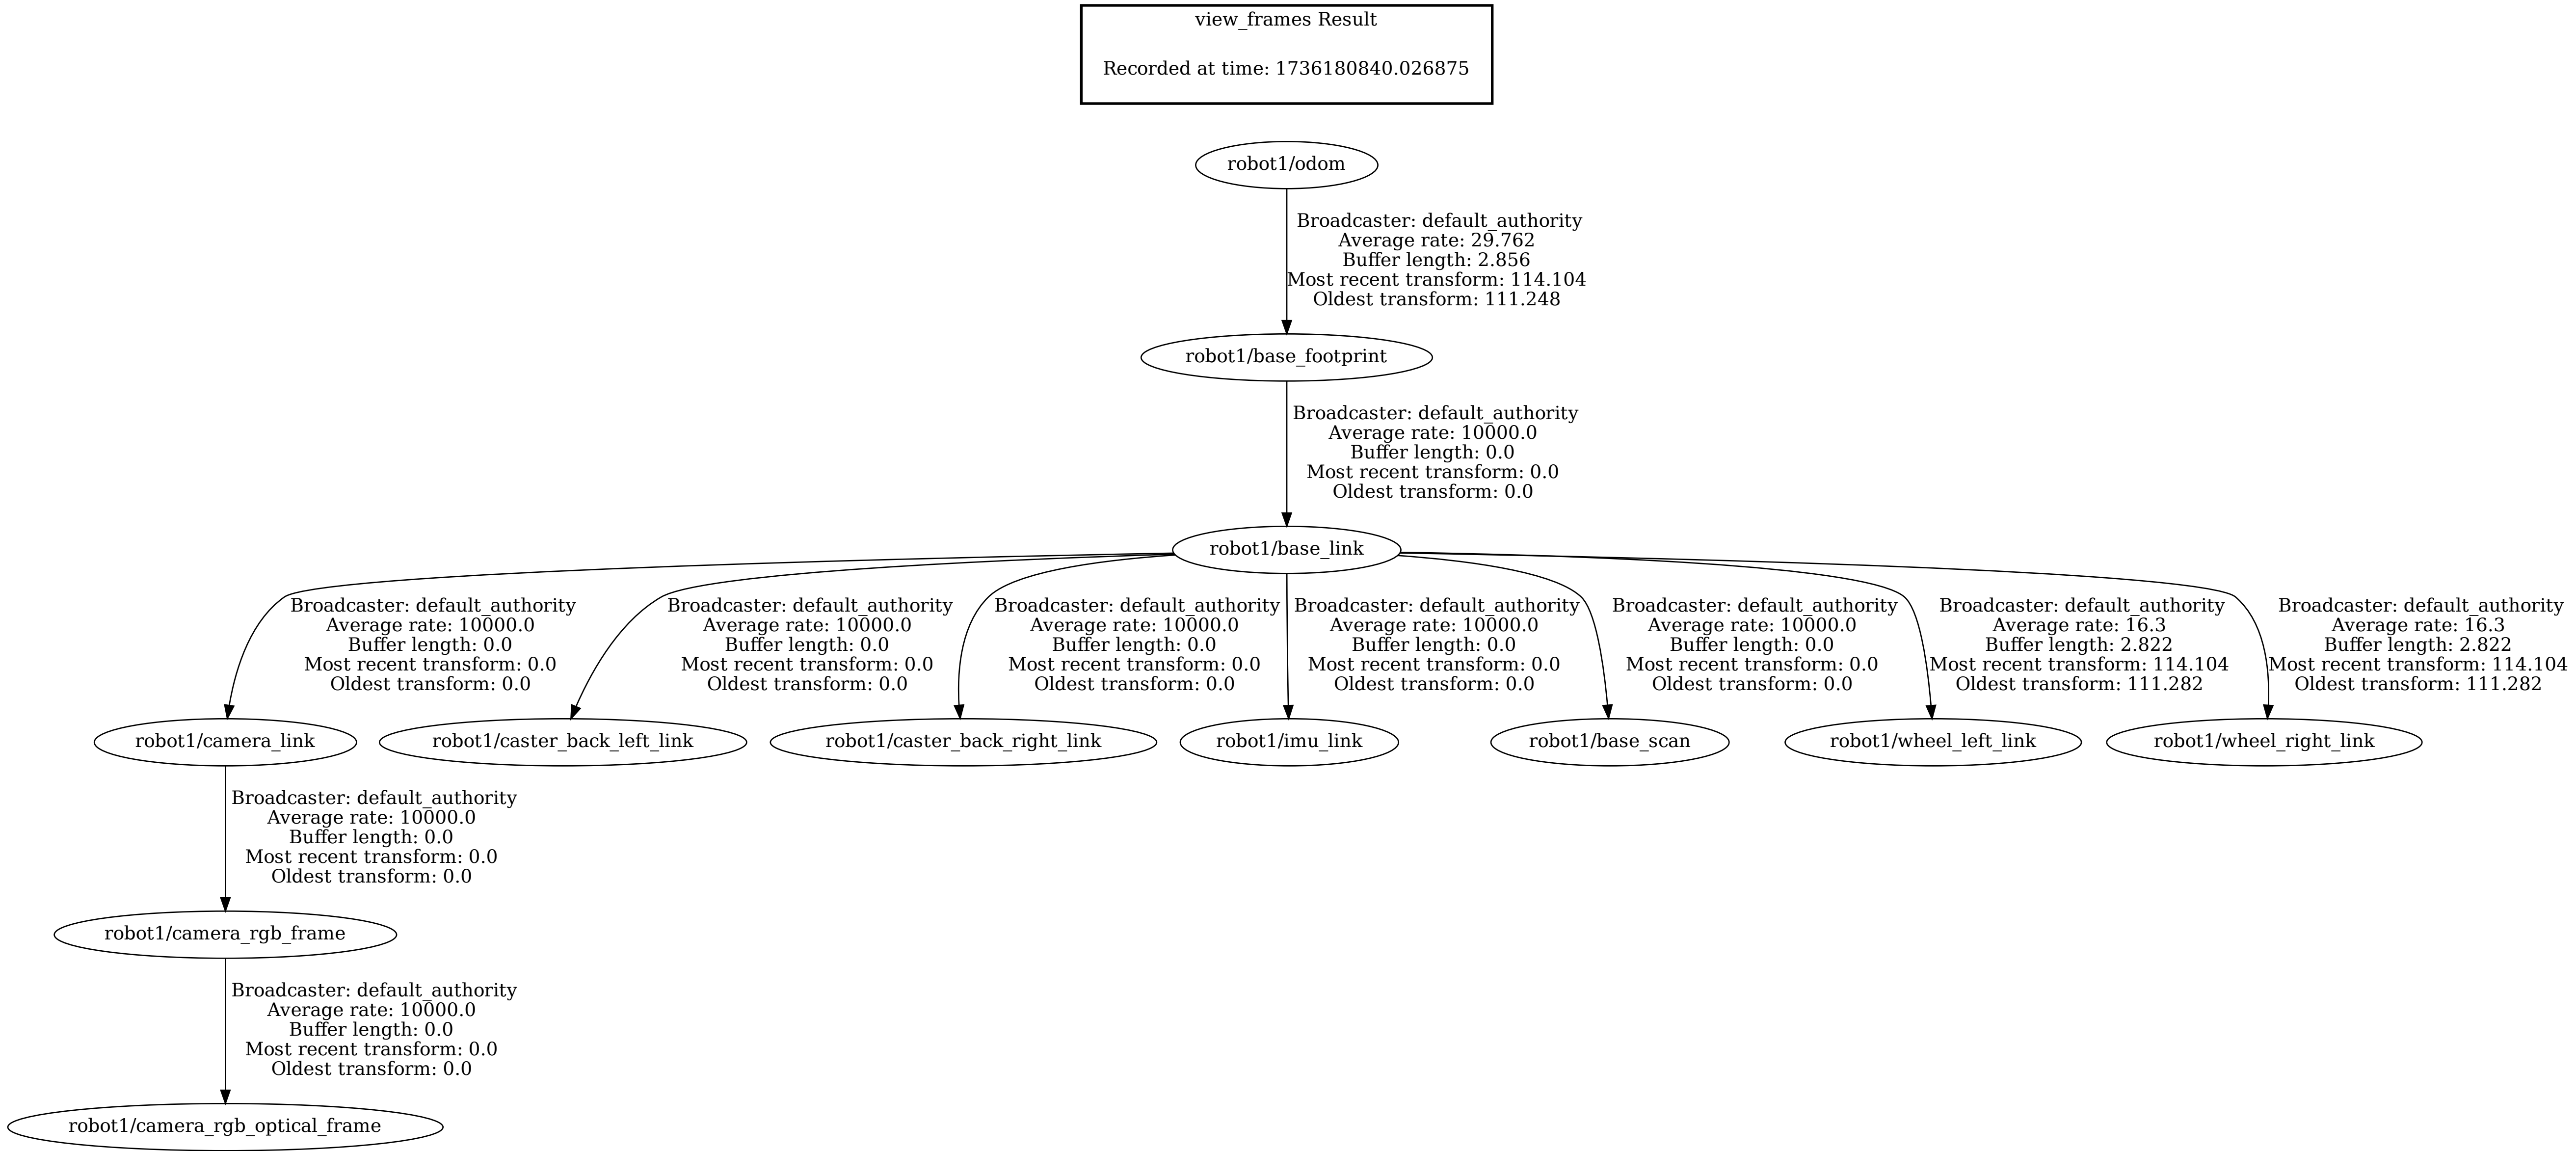 view_frames Result
Recorded at time: 1736180840.026875
robot1/odom
Broadcaster: default_authority
Average rate: 29.762
Buffer length: 2.856
Most recent transform: 114.104
Oldest transform: 111.248
robot1/base_footprint
Broadcaster: default_authority
Average rate: 10000.0
Buffer length: 0.0
Most recent transform: 0.0
Oldest transform: 0.0
robot1/base_link
Broadcaster: default_authority
Average rate: 10000.0
Buffer length: 0.0
Most recent transform: 0.0
Oldest transform: 0.0
Broadcaster: default_authority
Average rate: 10000.0
Buffer length: 0.0
Most recent transform: 0.0
Oldest transform: 0.0
Broadcaster: default_authority
Average rate: 10000.0
Buffer length: 0.0
Most recent transform: 0.0
Oldest transform: 0.0
Broadcaster: default_authority
Average rate: 10000.0
Buffer length: 0.0
Most recent transform: 0.0
Oldest transform: 0.0
Broadcaster: default_authority
Average rate: 10000.0
Buffer length: 0.0
Most recent transform: 0.0
Oldest transform: 0.0
Broadcaster: default_authority
Average rate: 16.3
Buffer length: 2.822
Most recent transform: 114.104
Oldest transform: 111.282
Broadcaster: default_authority
Average rate: 16.3
Buffer length: 2.822
Most recent transform: 114.104
Oldest transform: 111.282
robot1/camera_link
robot1/caster_back_left_link
robot1/caster_back_right_link
robot1/imu_link
robot1/base_scan
robot1/wheel_left_link
robot1/wheel_right_link
Broadcaster: default_authority
Average rate: 10000.0
Buffer length: 0.0
Most recent transform: 0.0
Oldest transform: 0.0
robot1/camera_rgb_frame
Broadcaster: default_authority
Average rate: 10000.0
Buffer length: 0.0
Most recent transform: 0.0
Oldest transform: 0.0
robot1/camera_rgb_optical_frame